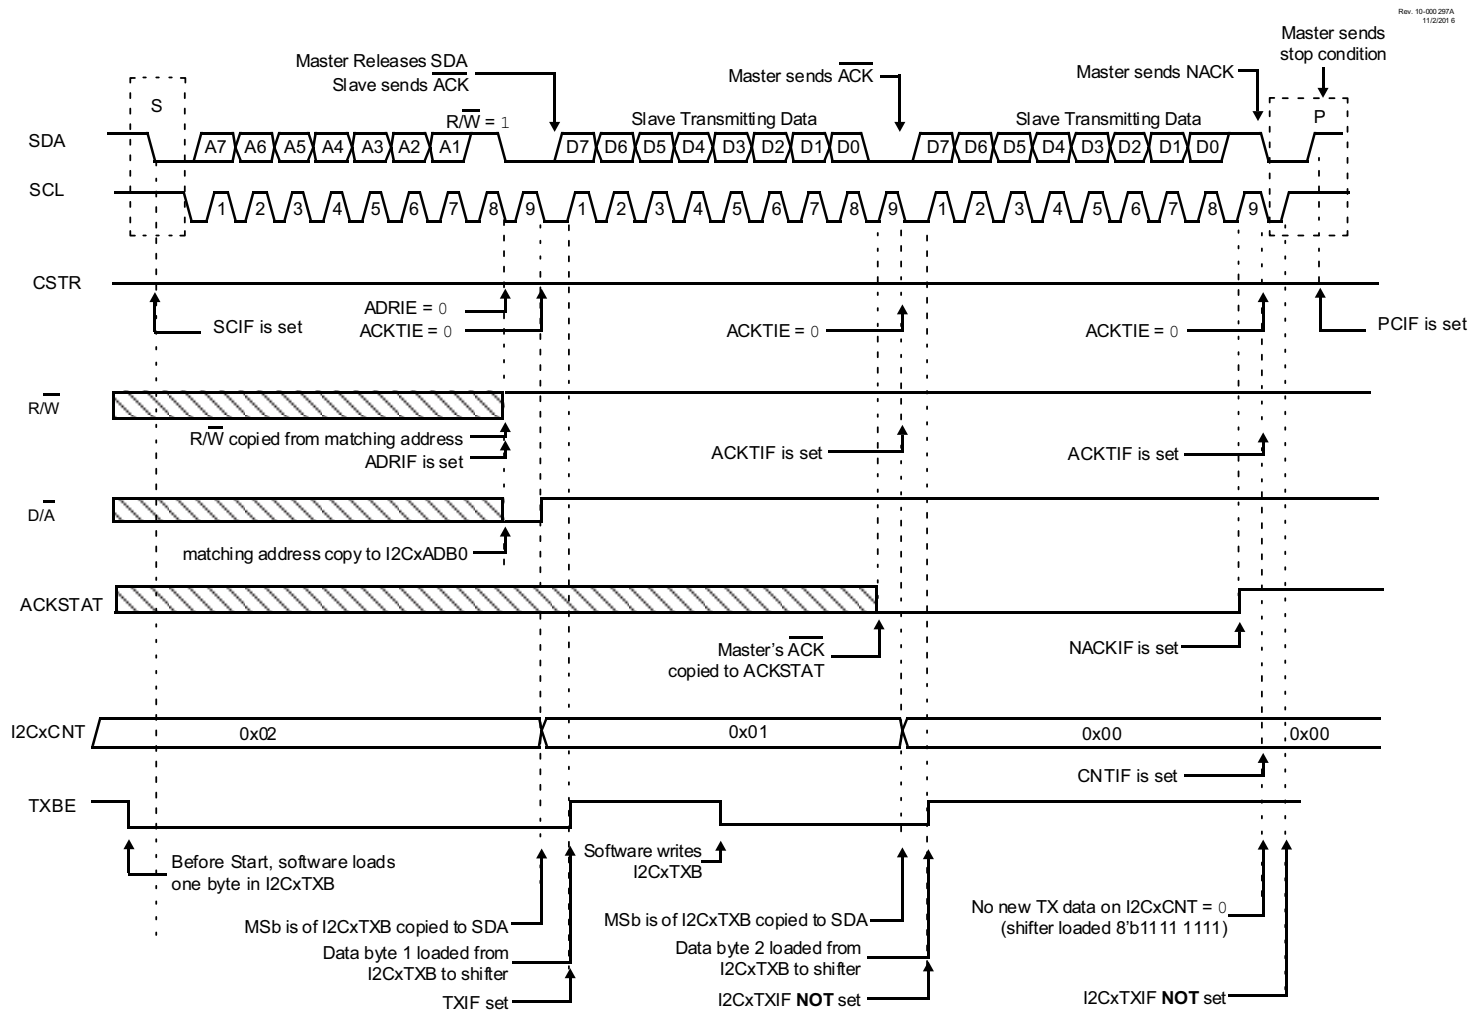 Rev. 10-000 297A
11/2/201 6
Master sends
stop condition
Master Releases SDA
Slave sends ACK
Master sends ACK
Master sends NACK
S
R/W = 1
Slave Transmitting Data
Slave Transmitting Data
P
SDA
A7 A6 A5 A4 A3 A2 A1
D7 D6 D5 D4 D3 D2 D1 D0
D7 D6 D5 D4 D3 D2 D1 D0
SCL
1 2 3 4 5 6 7 8 9
1 2 3 4 5 6 7 8 9
1 2 3 4 5 6 7 8 9
CSTR
SCIF is set
ADRIE = 0
ACKTIE = 0
ACKTIE = 0
ACKTIE = 0
PCIF is set
R/W
R/W copied from matching address
ADRIF is set
ACKTIF is set
ACKTIF is set
D/A
matching address copy to I2CxADB0
ACKSTAT
Master's ACK
copied to ACKSTAT
NACKIF is set
I2CxCNT
0x02
0x01
0x00
0x00
CNTIF is set
TXBE
Before Start, software loads
one byte in I2CxTXB
Software writes
I2CxTXB
MSb is of I2CxTXB copied to SDA
Data byte 1 loaded from
I2CxTXB to shifter
TXIF set
MSb is of I2CxTXB copied to SDA
Data byte 2 loaded from
I2CxTXB to shifter
I2CxTXIF NOT set
No new TX data on I2CxCNT = 0
(shifter loaded 8'b1111 1111)
I2CxTXIF NOT set